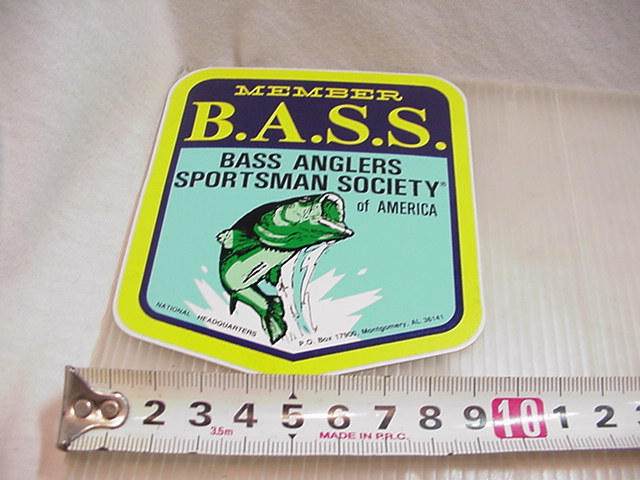 MEMBER
B.A.S.S.
BASS ANGLERS
SPORTSMAN SOCIETY®
of AMERICA
NATIONAL HEADQUARTERS
P.O. Box 17900, Montgomery, AL 36141
2 3 4 5 6 7 8 9 10 1 2
3.5m
MADE IN P.R.C.